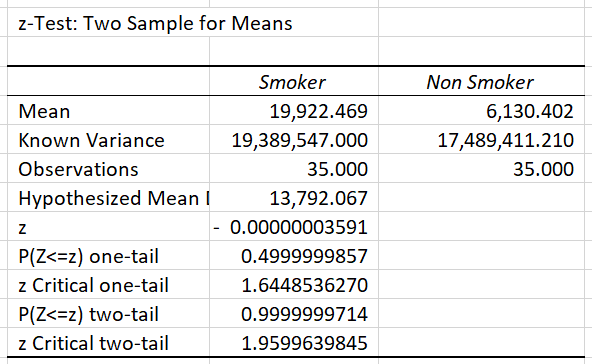 z-Test: Two Sample for Means
Smoker Non Smoker
Mean 19,922.469 6,130.402
Known Variance 19,389,547.000 17,489,411.210
Observations 35.000 35.000
Hypothesized Mean 13,792.067
z - 0.00000003591
P(Z<=z) one-tail 0.4999999857
z Critical one-tail 1.6448536270
P(Z<=z) two-tail 0.9999999714
z Critical two-tail 1.9599639845